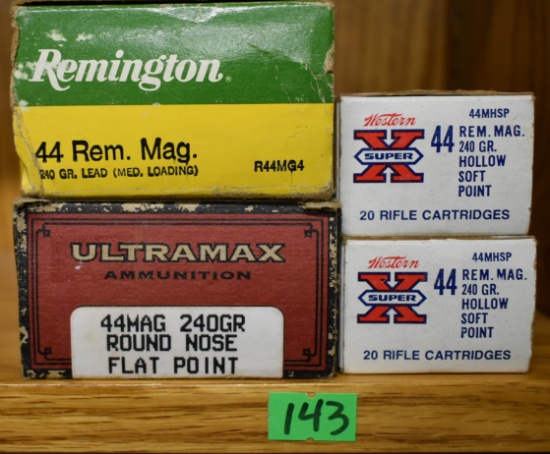 Remington
44 Rem. Mag.
240 GR. LEAD (MED. LOADING)
R44MG4
ULTRAMAX
AMMUNITION
44MAG 240GR
ROUND NOSE
FLAT POINT
44MHSP
Western
SUPER X
44 REM. MAG.
240 GR.
HOLLOW
SOFT
POINT
20 RIFLE CARTRIDGES
44MHSP
Western
SUPER X
44 REM. MAG.
240 GR.
HOLLOW
SOFT
POINT
20 RIFLE CARTRIDGES
143